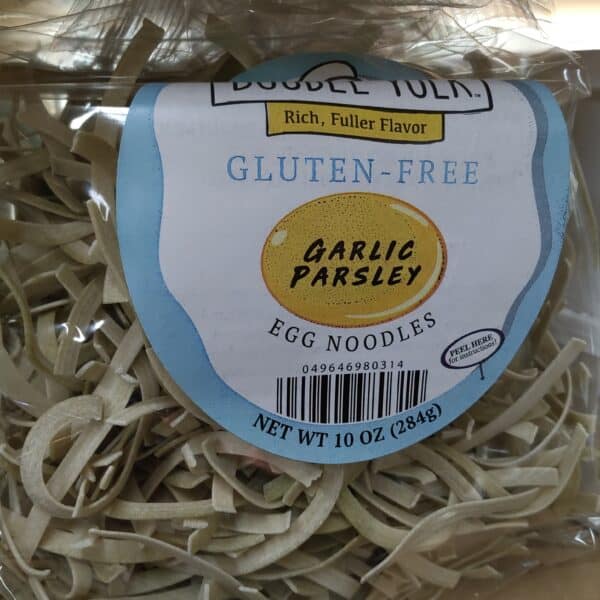 DOUBLE YOLK
Rich, Fuller Flavor
GLUTEN-FREE
GARLIC
PARSLEY
EGG NOODLES
049646980314
PEEL HERE
for instructions!
NET WT 10 OZ (284g)